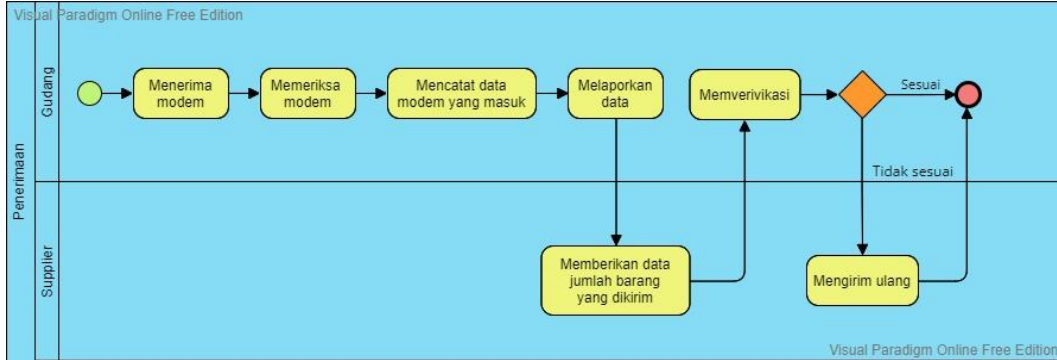 Visual Paradigm Online Free Edition
Penerimaan
Gudang
Menerima
modem
Memeriksa
modem
Mencatat data
modem yang masuk
Melaporkan
data
Memverivikasi
Sesuai
Tidak sesuai
Supplier
Memberikan data
jumlah barang
yang dikirim
Mengirim ulang
Visual Paradigm Online Free Edition